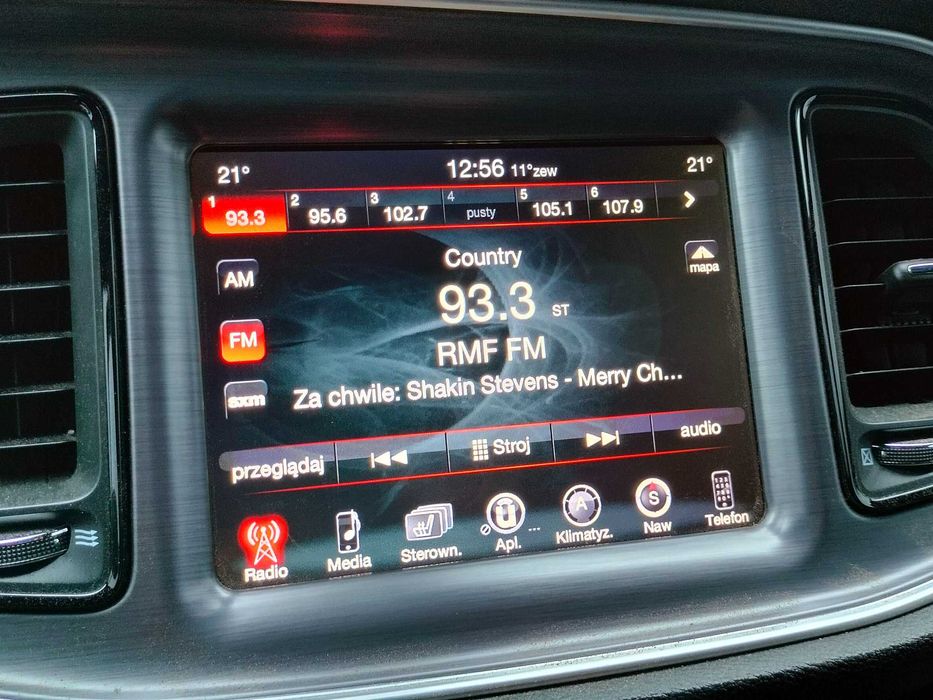 21° 12:56 11°zew 21°
1 93.3 2 95.6 3 102.7 4 pusty 5 105.1 6 107.9
Country
mapa
AM
93.3 ST
FM
RMF FM
sxm
Za chwile: Shakin Stevens - Merry Ch...
przeglądaj Stroj audio
A S
Radio Media Sterown. Apl. Klimatyz. Naw Telefon